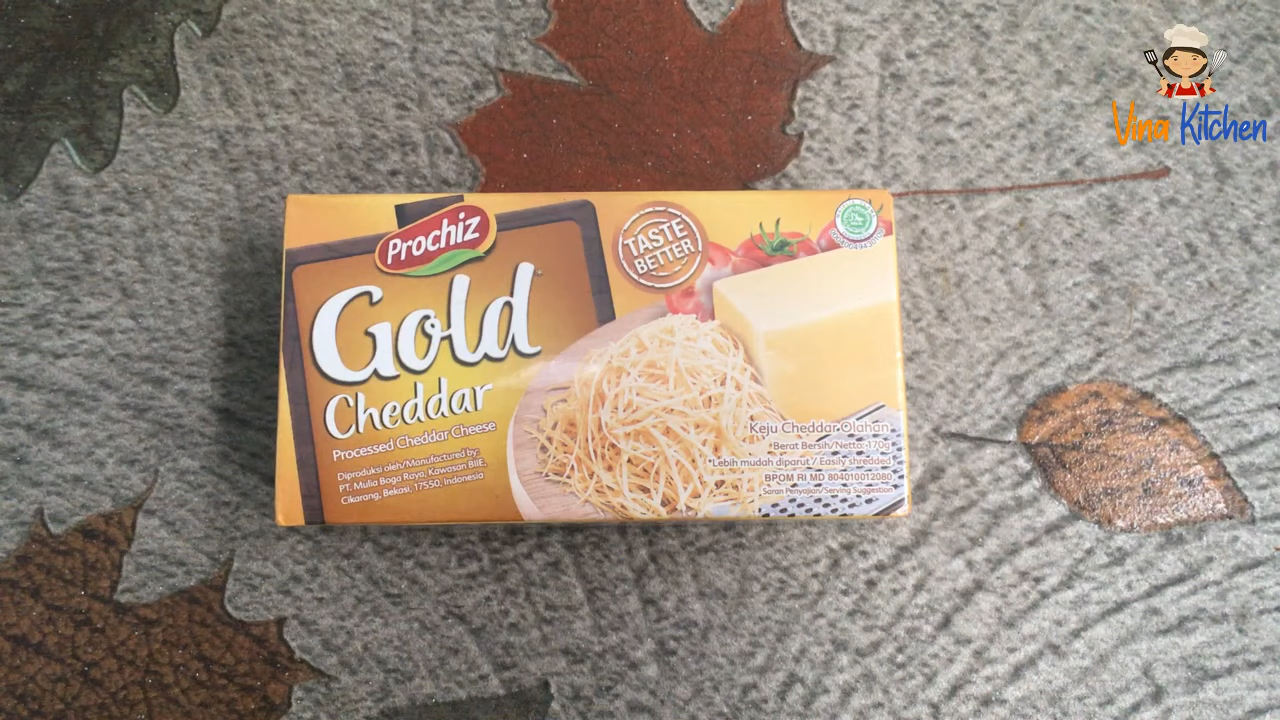 Vina Kitchen
Prochiz
TASTE
BETTER
Gold
Cheddar
Processed Cheddar Cheese
Diproduksi oleh/Manufactured by:
PT. Mulia Boga Raya, Kawasan BIIE,
Cikarang, Bekasi, 17550, Indonesia
Keju Cheddar Olahan
Berat Bersih/Netto: 170g
*Lebih mudah diparut / Easily shredded
BPOM RI MD 804010012080
Saran Penyajian/Serving Suggestion